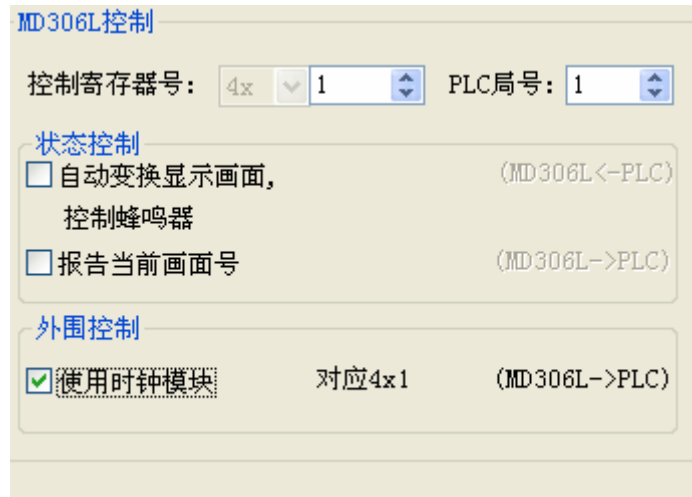 MD306L控制
控制寄存器号: 4x 1 PLC局号: 1
状态控制
自动变换显示画面, (MD306L<-PLC)
控制蜂鸣器
报告当前画面号 (MD306L->PLC)
外围控制
使用时钟模块 对应4x1 (MD306L->PLC)